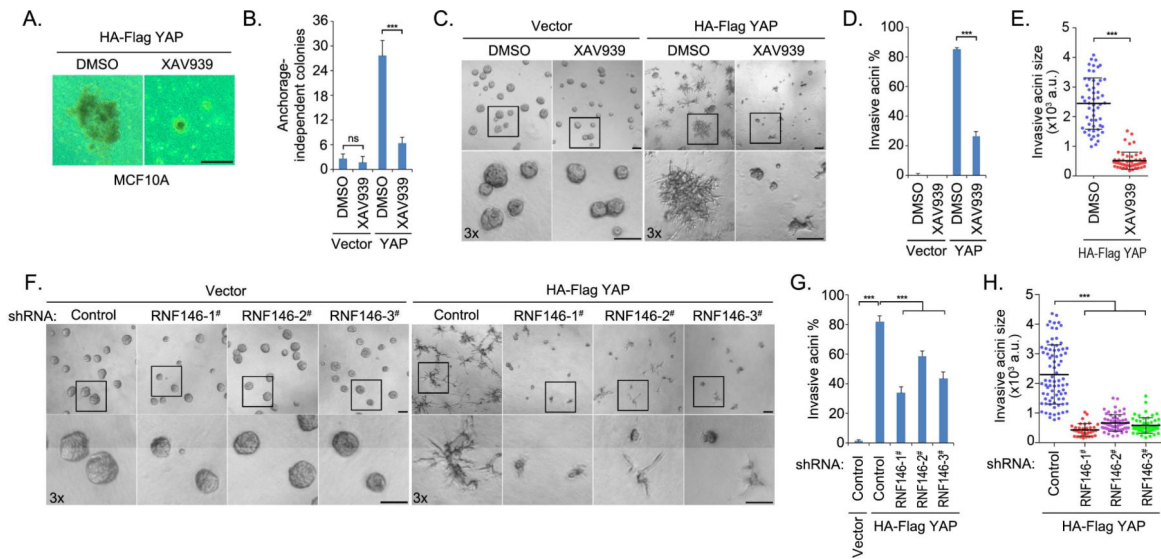 A.
HA-Flag YAP
DMSO XAV939
MCF10A
B.
Anchorage-
independent colonies
36
30
24
18
12
6
0
ns
***
DMSO
XAV939
DMSO
XAV939
Vector YAP
C.
Vector HA-Flag YAP
DMSO XAV939 DMSO XAV939
3x
D.
Invasive acini %
100
80
60
40
20
0
***
DMSO
XAV939
DMSO
XAV939
Vector YAP
E.
Invasive acini size
(x10³ a.u.)
5
4
3
2
1
0
***
DMSO
XAV939
HA-Flag YAP
F.
Vector HA-Flag YAP
shRNA: Control RNF146-1# RNF146-2# RNF146-3# Control RNF146-1# RNF146-2# RNF146-3#
3x 3x
G.
Invasive acini %
100
80
60
40
20
0
*** ***
shRNA:
Control
Control
RNF146-1#
RNF146-2#
RNF146-3#
Vector
HA-Flag YAP
H.
Invasive acini size
(x10³ a.u.)
5
4
3
2
1
0
***
shRNA:
Control
RNF146-1#
RNF146-2#
RNF146-3#
HA-Flag YAP